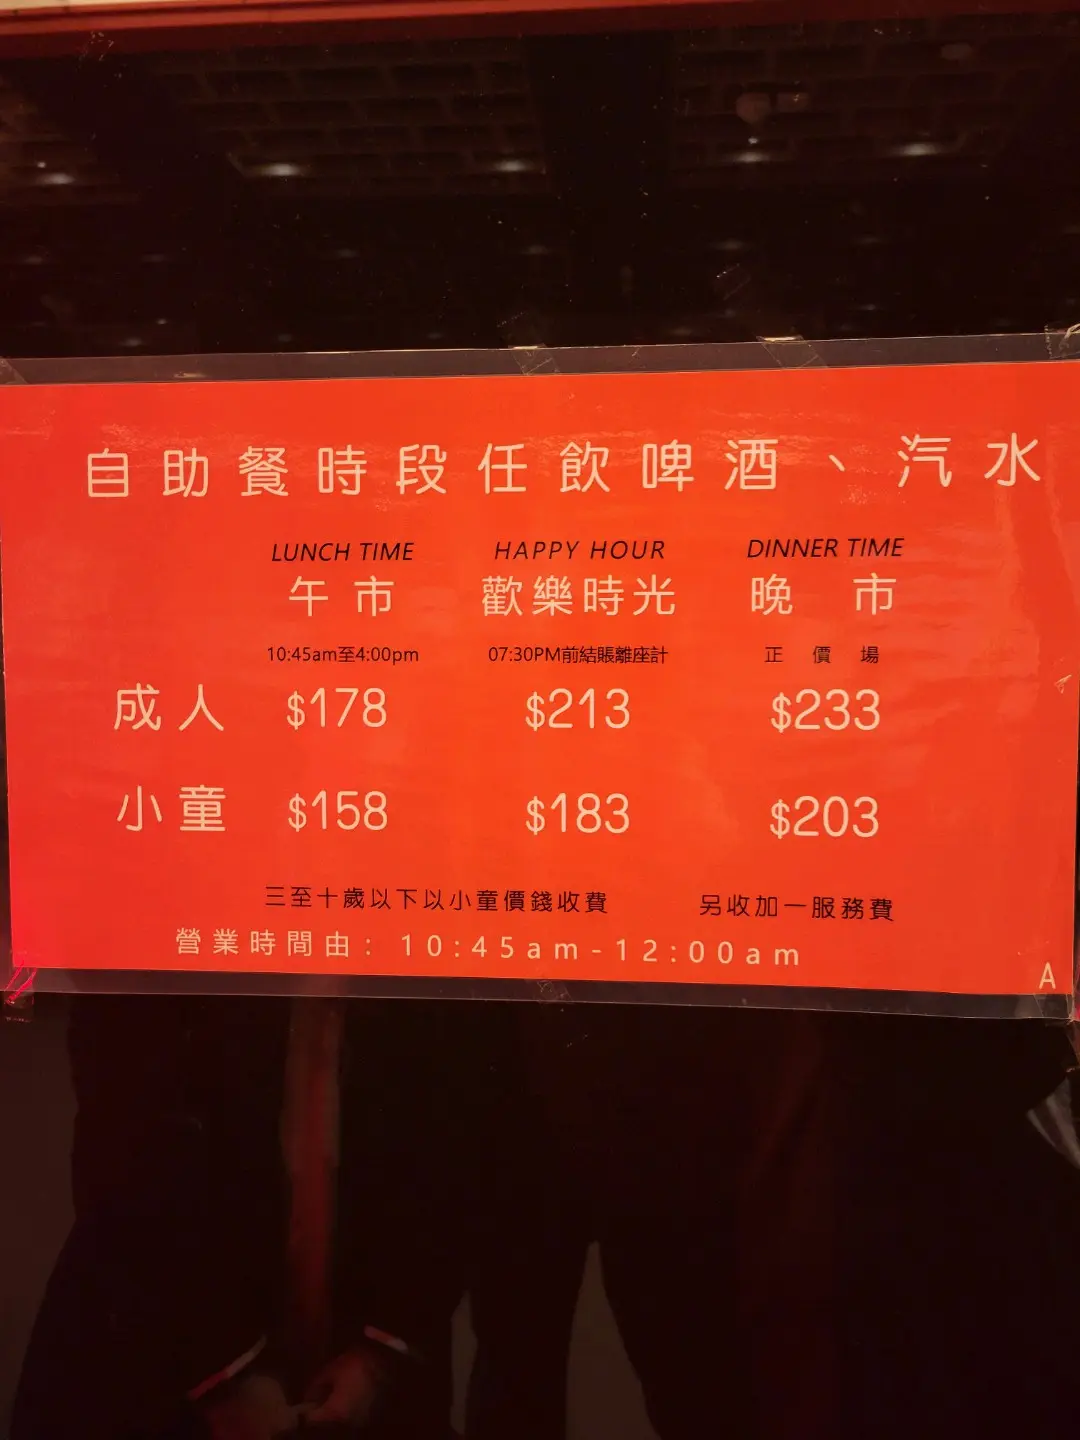 自助餐時段任飲啤酒、汽水
LUNCH TIME HAPPY HOUR DINNER TIME
午市 歡樂時光 晚市
10:45am至4:00pm 07:30PM前結賬離座計 正價場
成人 $178 $213 $233
小童 $158 $183 $203
三至十歲以下以小童價錢收費 另收加一服務費
營業時間由: 10:45am-12:00am
A